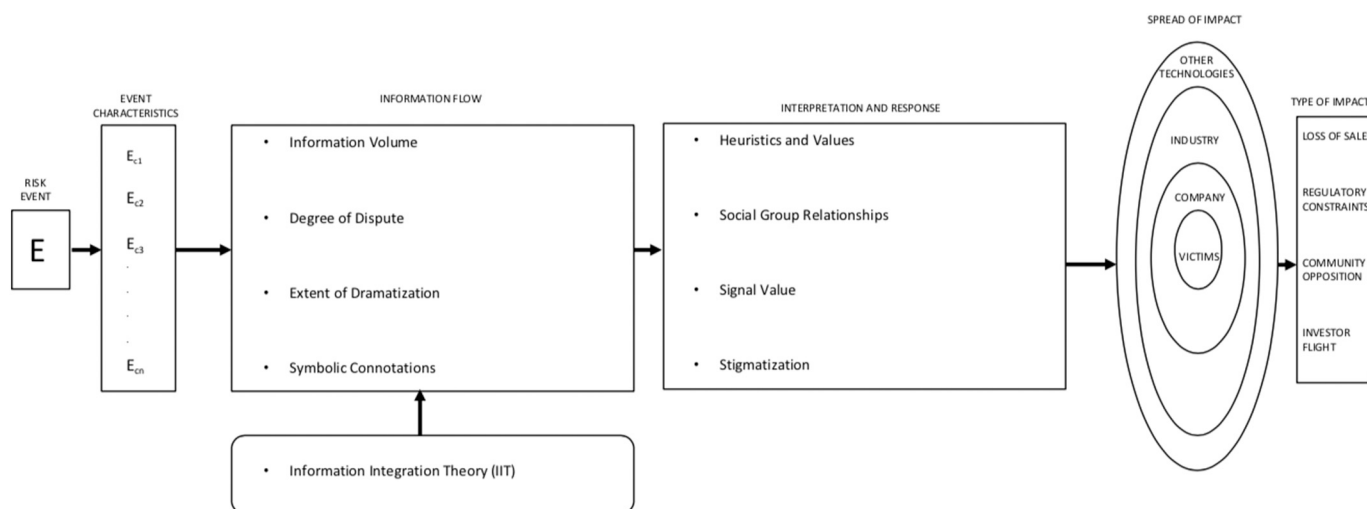 RISK
EVENT
E
EVENT
CHARACTERISTICS
Ec1
Ec2
Ec3
.
.
.
.
Ecn
INFORMATION FLOW
• Information Volume
• Degree of Dispute
• Extent of Dramatization
• Symbolic Connotations
• Information Integration Theory (IIT)
INTERPRETATION AND RESPONSE
• Heuristics and Values
• Social Group Relationships
• Signal Value
• Stigmatization
SPREAD OF IMPACT
OTHER
TECHNOLOGIES
INDUSTRY
COMPANY
VICTIMS
TYPE OF IMPACT
LOSS OF SALE
REGULATORY
CONSTRAINTS
COMMUNITY
OPPOSITION
INVESTOR
FLIGHT